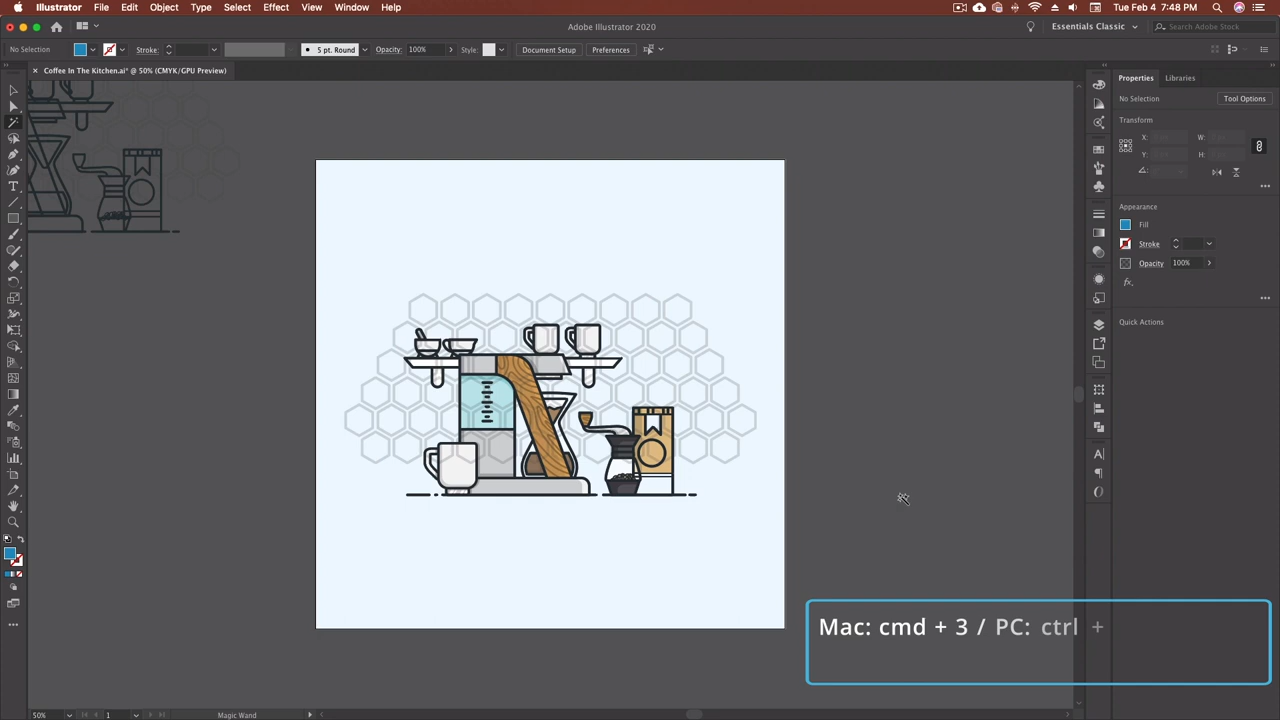 Illustrator File Edit Object Type Select Effect View Window Help
Tue Feb 4 7:48 PM
Adobe Illustrator 2020
Essentials Classic
Search Adobe Stock
No Selection
Stroke:
5 pt. Round
Opacity: 100%
Style:
Document Setup
Preferences
× Coffee In The Kitchen.ai* @ 50% (CMYK/GPU Preview)
Properties Libraries
No Selection
Tool Options
Transform
X:
W:
Y:
H:
Appearance
Fill
Stroke
Opacity 100%
fx.
Quick Actions
Mac: cmd + 3 / PC: ctrl +
50%
1
Magic Wand